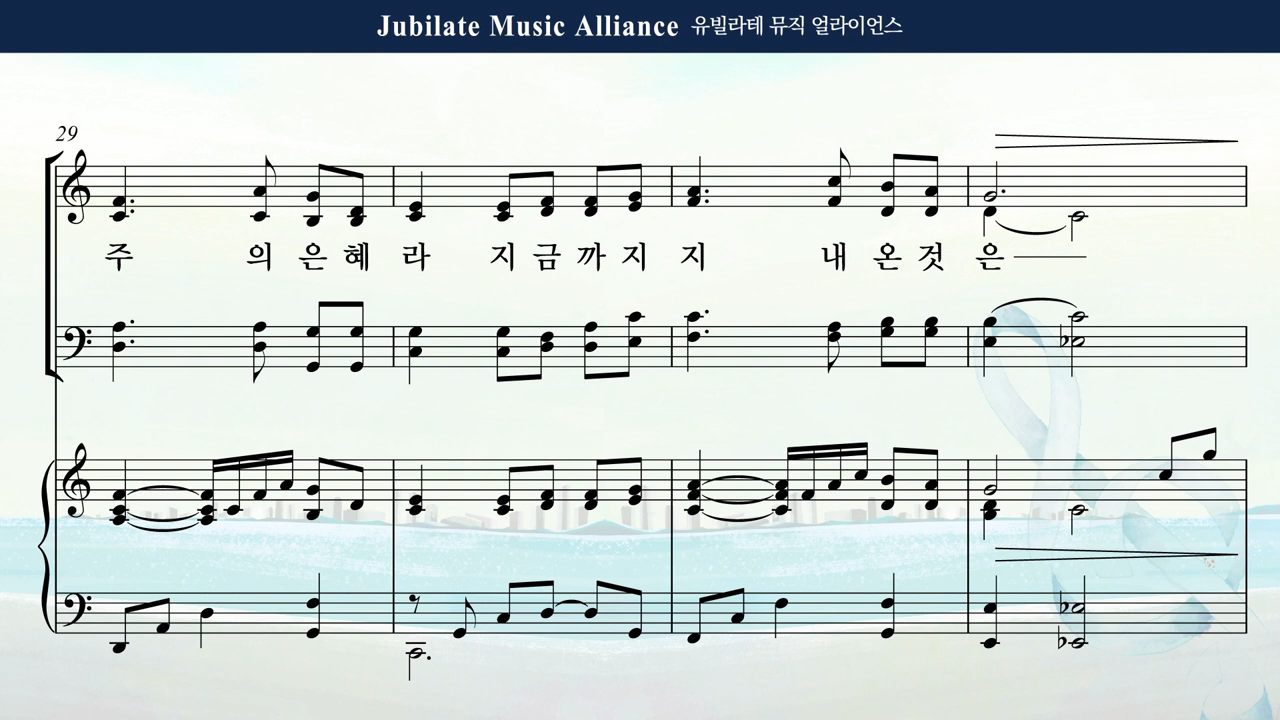 Jubilate Music Alliance 유빌라테 뮤직 얼라이언스
29
주 의 은 혜 라 지 금 까 지 지 내 온 것 은